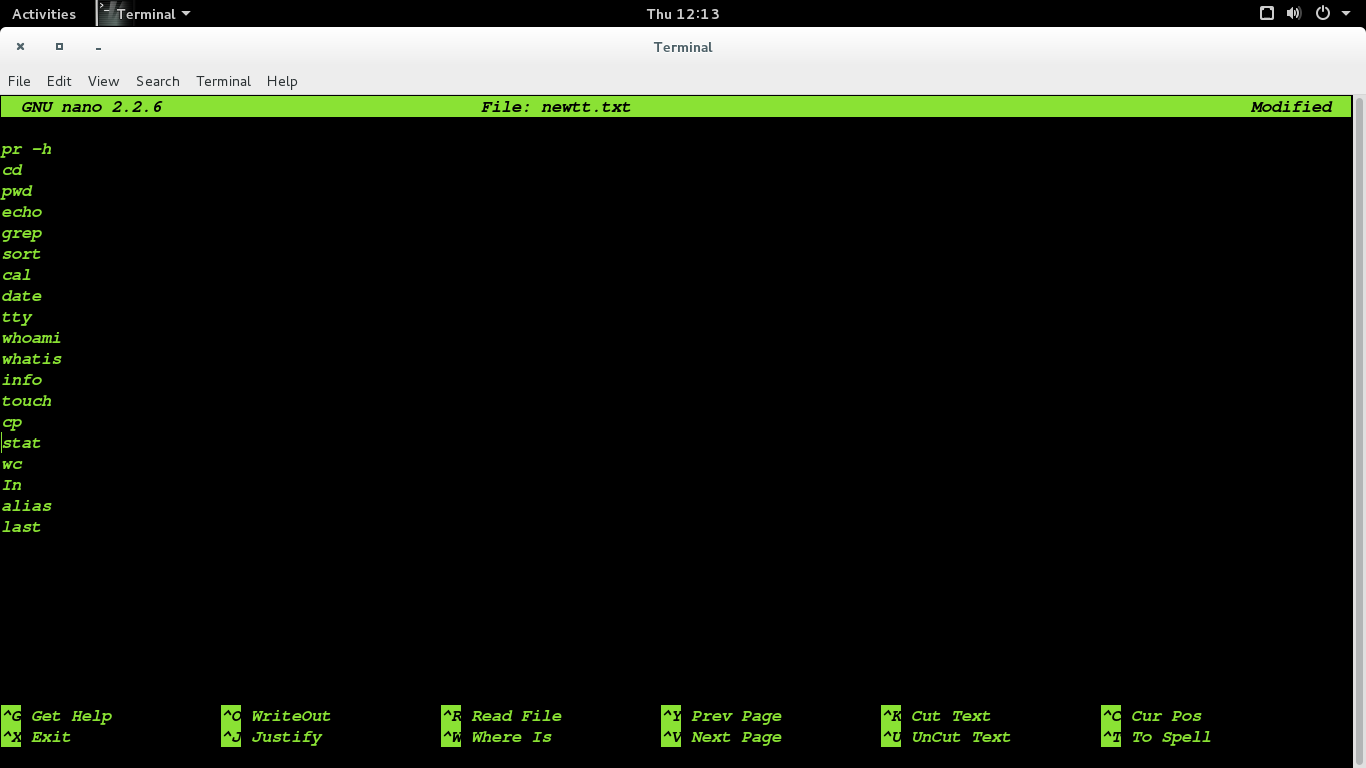 Activities Terminal Thu 12:13
Terminal
File Edit View Search Terminal Help
GNU nano 2.2.6 File: newtt.txt Modified
pr -h
cd
pwd
echo
grep
sort
cal
date
tty
whoami
whatis
info
touch
cp
stat
wc
In
alias
last
^G Get Help ^O WriteOut ^R Read File ^Y Prev Page ^K Cut Text ^C Cur Pos
^X Exit ^J Justify ^W Where Is ^V Next Page ^U UnCut Text ^T To Spell